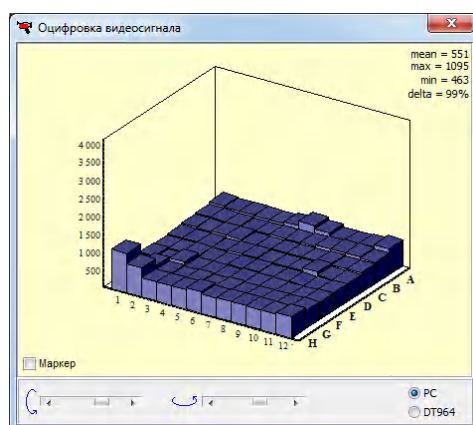 Оцифровка видеосигнала
mean = 551
max = 1095
min = 463
delta = 99%
4 000
3 500
3 000
2 500
2 000
1 500
1 000
500
1 2 3 4 5 6 7 8 9 10 11 12
H G F E D C B A
Маркер
PC
DT964